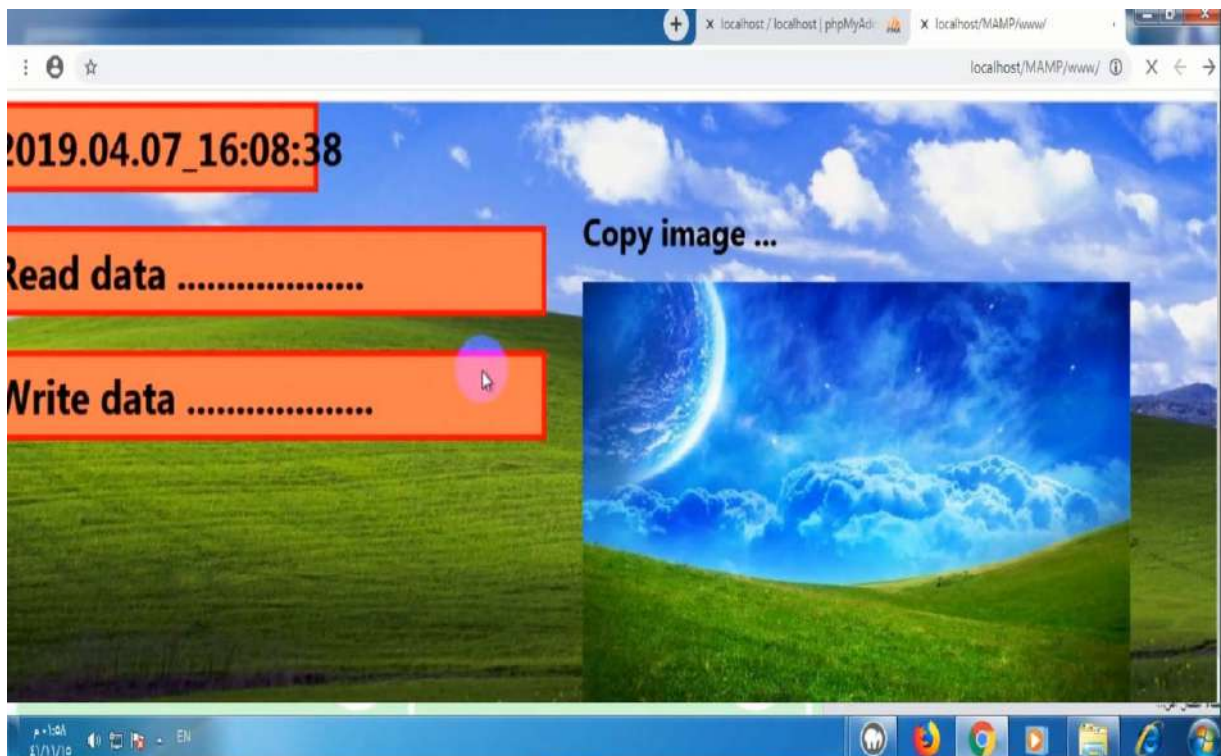 localhost / localhost | phpMyAd
localhost/MAMP/www/
localhost/MAMP/www/
2019.04.07_16:08:38
Read data ...................
Write data ...................
Copy image ...
EN